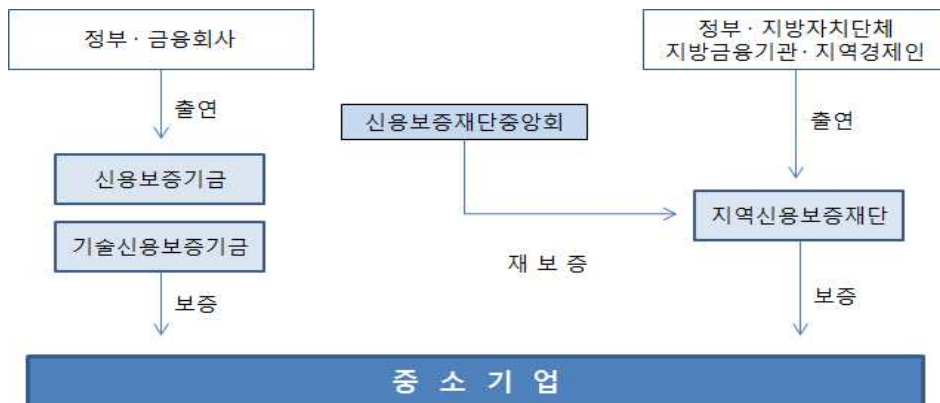 정부 · 금융회사
정부 · 지방자치단체
지방금융기관 · 지역경제인
출연
신용보증재단중앙회
출연
신용보증기금
지역신용보증재단
기술신용보증기금
재 보 증
보증
보증
중 소 기 업